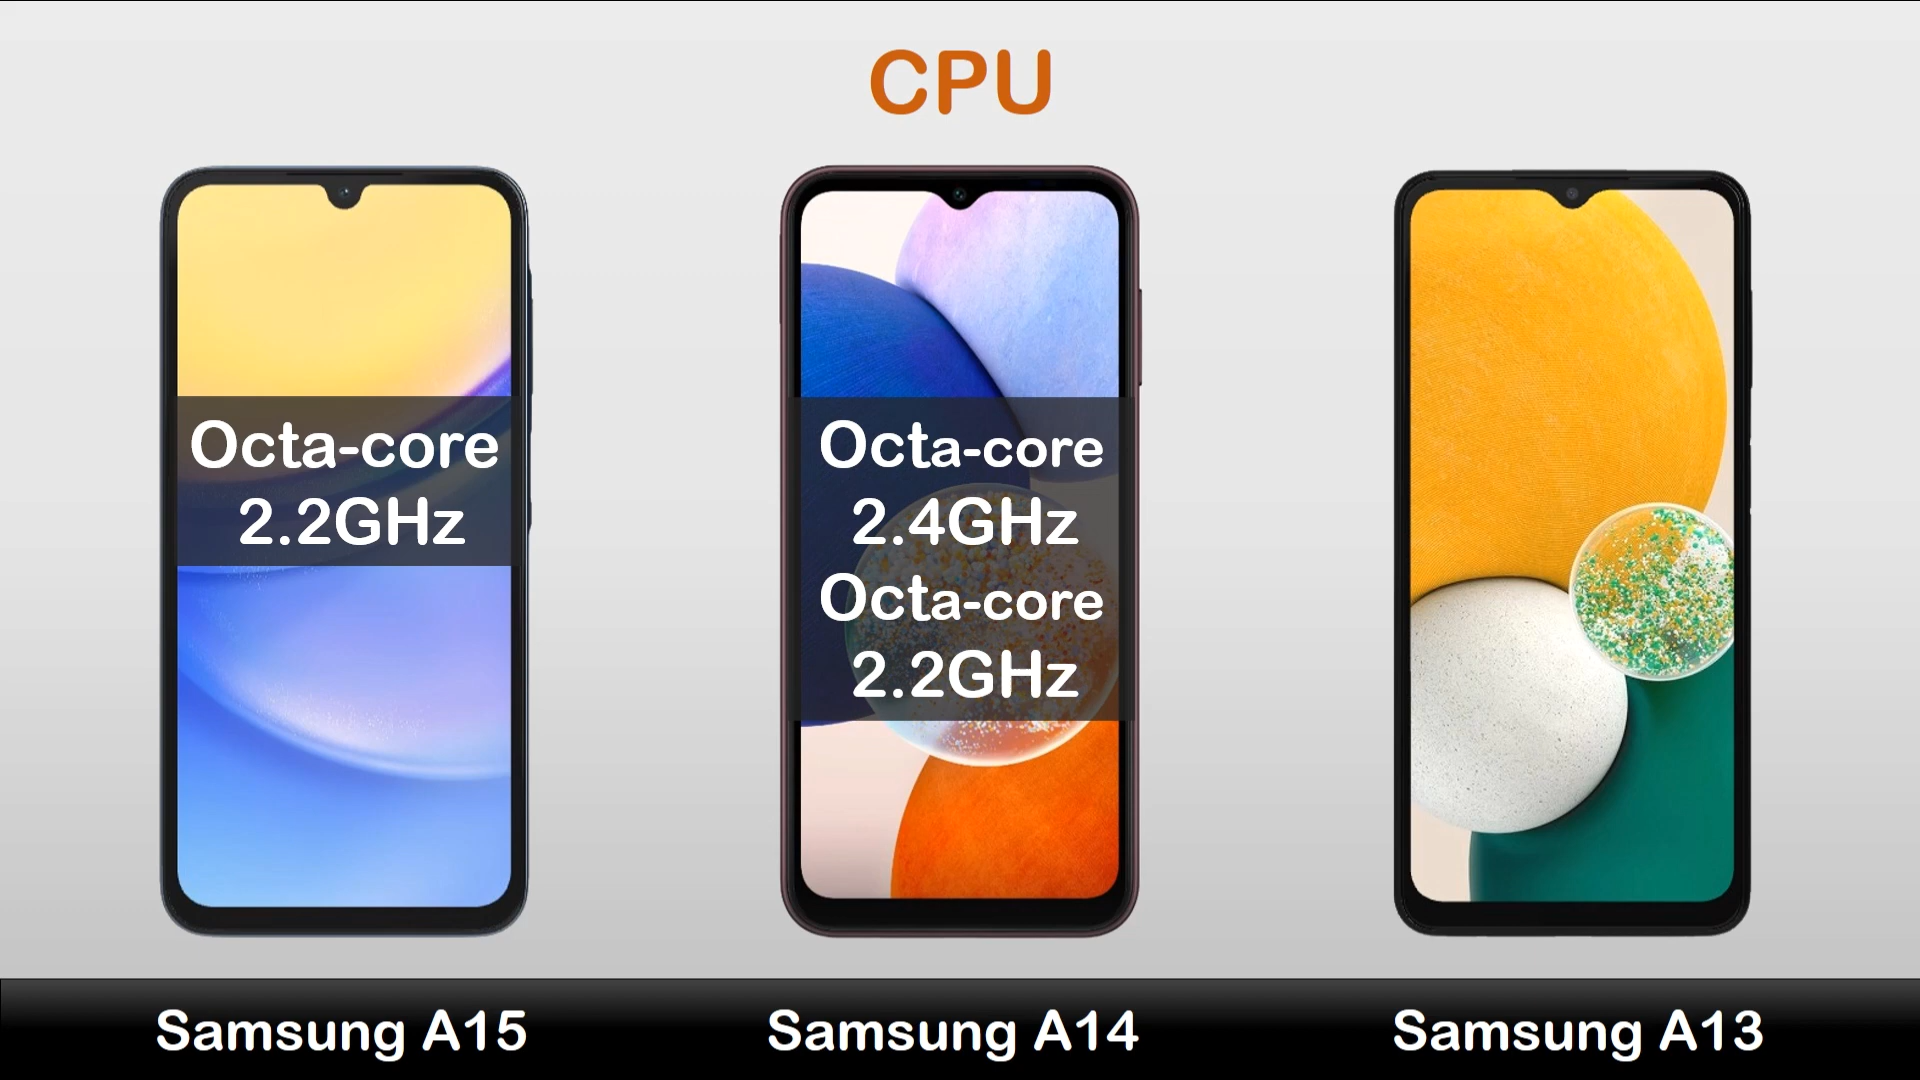 CPU
Octa-core
2.2GHz
Octa-core
2.4GHz
Octa-core
2.2GHz
Samsung A15
Samsung A14
Samsung A13